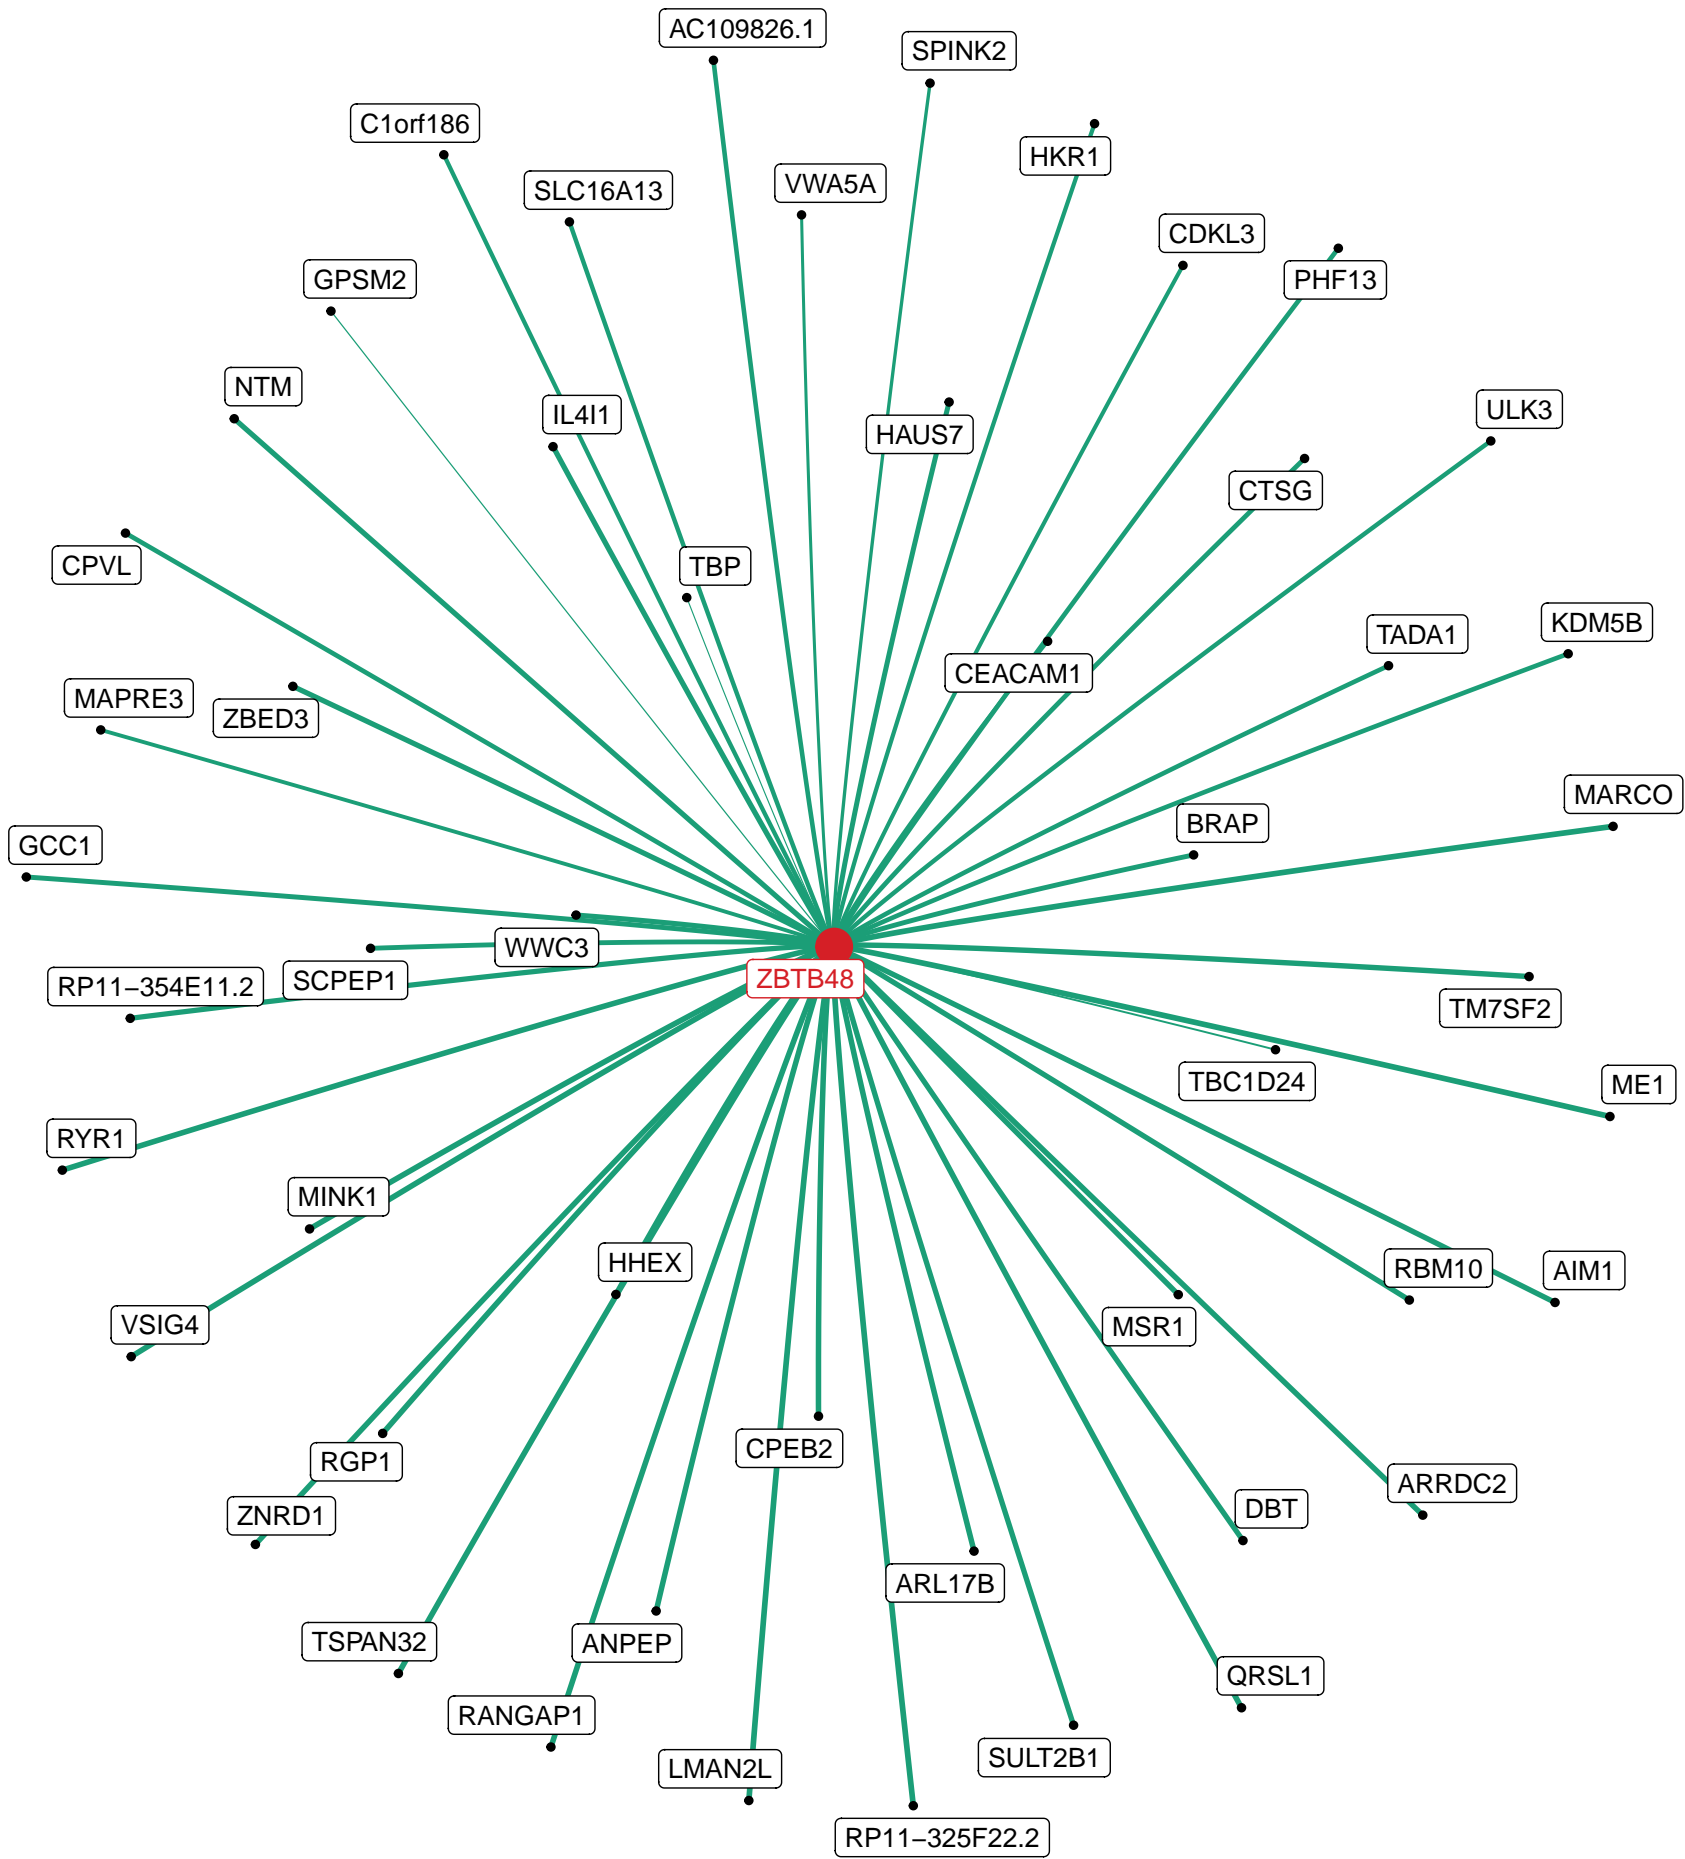 AC109826.1
SPINK2
C1orf186
HKR1
SLC16A13
VWA5A
CDKL3
GPSM2
PHF13
NTM
IL4I1
HAUS7
ULK3
CTSG
CPVL
TBP
TADA1
KDM5B
CEACAM1
MAPRE3
ZBED3
MARCO
BRAP
GCC1
WWC3
RP11−354E11.2
SCPEP1
ZBTB48
TM7SF2
TBC1D24
ME1
RYR1
MINK1
HHEX
RBM10
AIM1
VSIG4
MSR1
CPEB2
RGP1
ARRDC2
ZNRD1
DBT
ARL17B
TSPAN32
ANPEP
QRSL1
RANGAP1
SULT2B1
LMAN2L
RP11−325F22.2